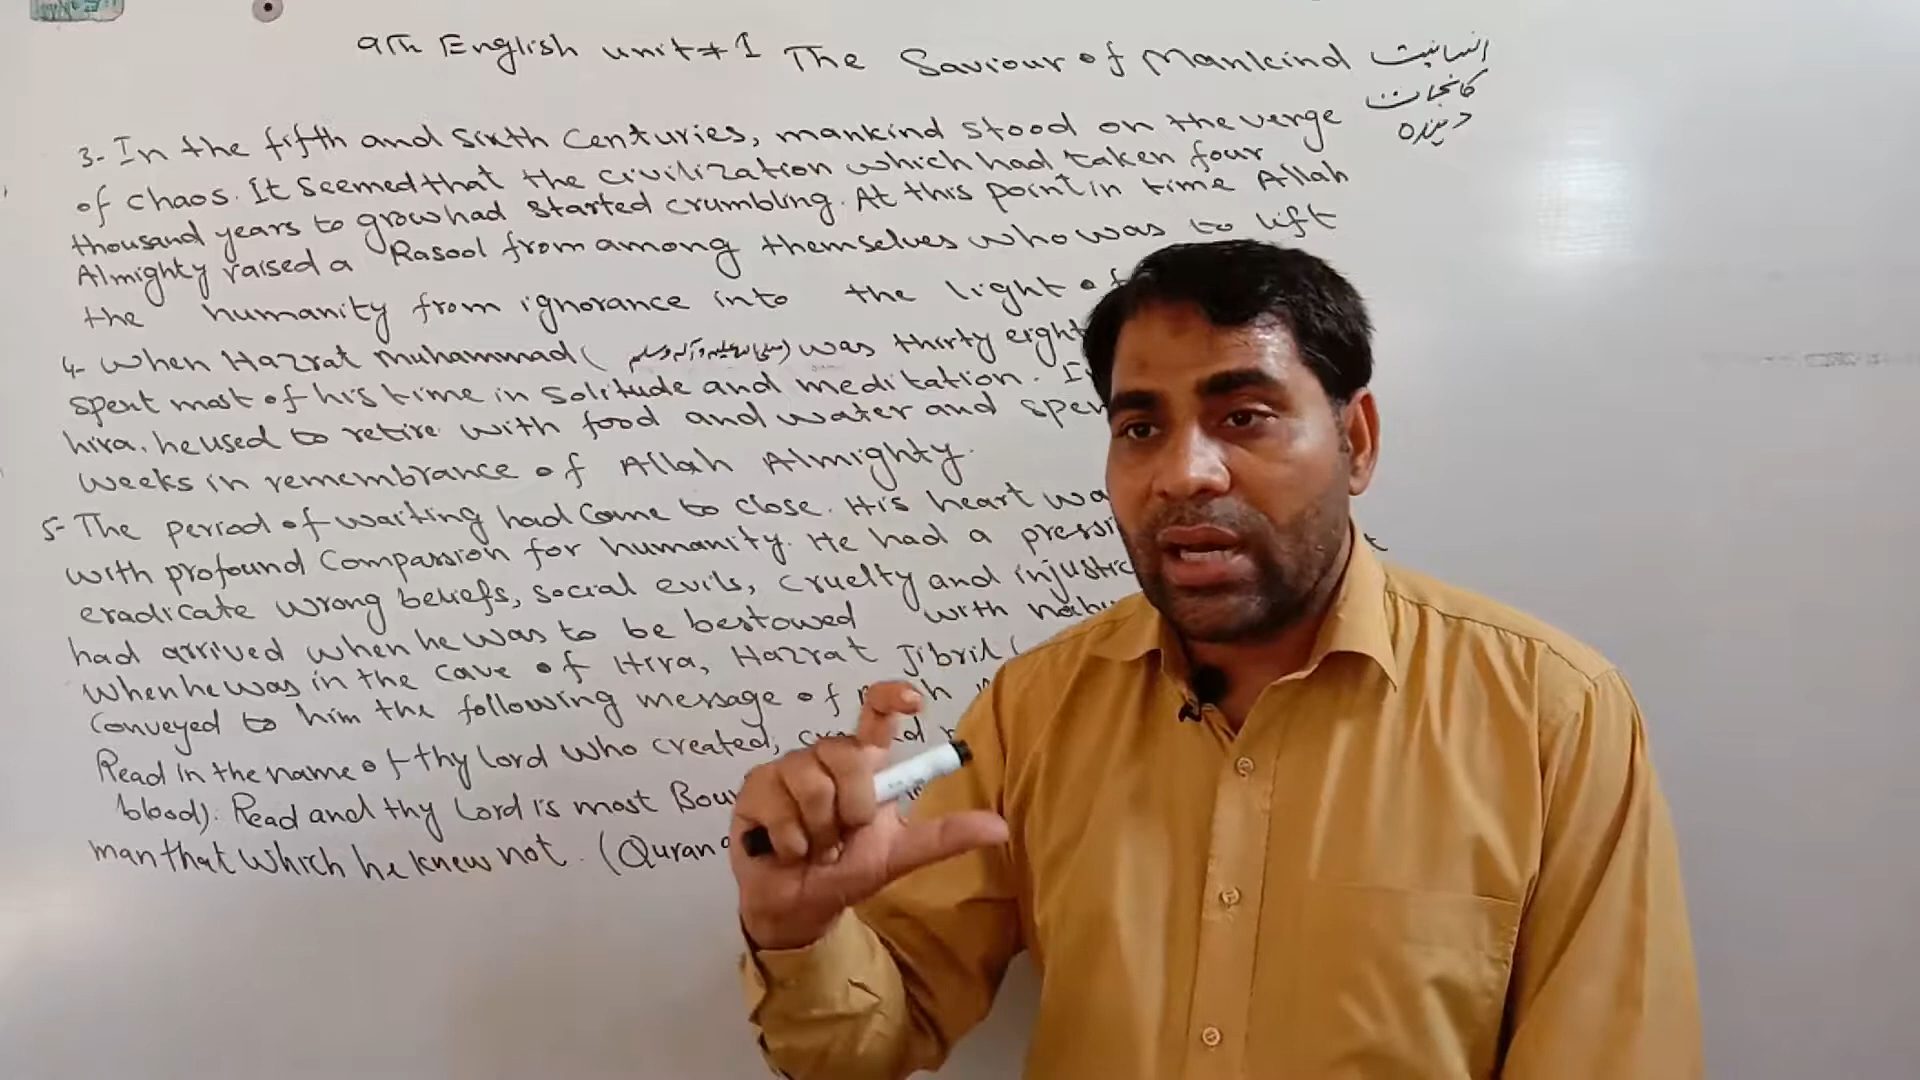 9th English unit #1 The Saviour of Mankind انسانیت
کا نجات
دہندہ
3- In the fifth and sixth centuries, mankind stood on the verge
of chaos. It seemed that the civilization which had taken four
thousand years to grow had started crumbling. At this point in time Allah
Almighty raised a Rasool from among themselves who was to lift
the humanity from ignorance into the light of
4- when Hazrat muhammad (صلی اللہ علیہ وآلہ وسلم) was thirty eight
spent most of his time in solitude and meditation.
hira, he used to retire with food and water and
weeks in remembrance of Allah Almighty.
5- The period of waiting had come to close. His heart
with profound compassion for humanity. He had a
eradicate wrong beliefs, social evils, cruelty and
had arrived when he was to be bestowed with
when he was in the cave of Hira, Hazrat Jibril (
conveyed to him the following message of
Read in the name of thy Lord who created,
blood): Read and thy Lord is most
man that which he knew not. (Quran